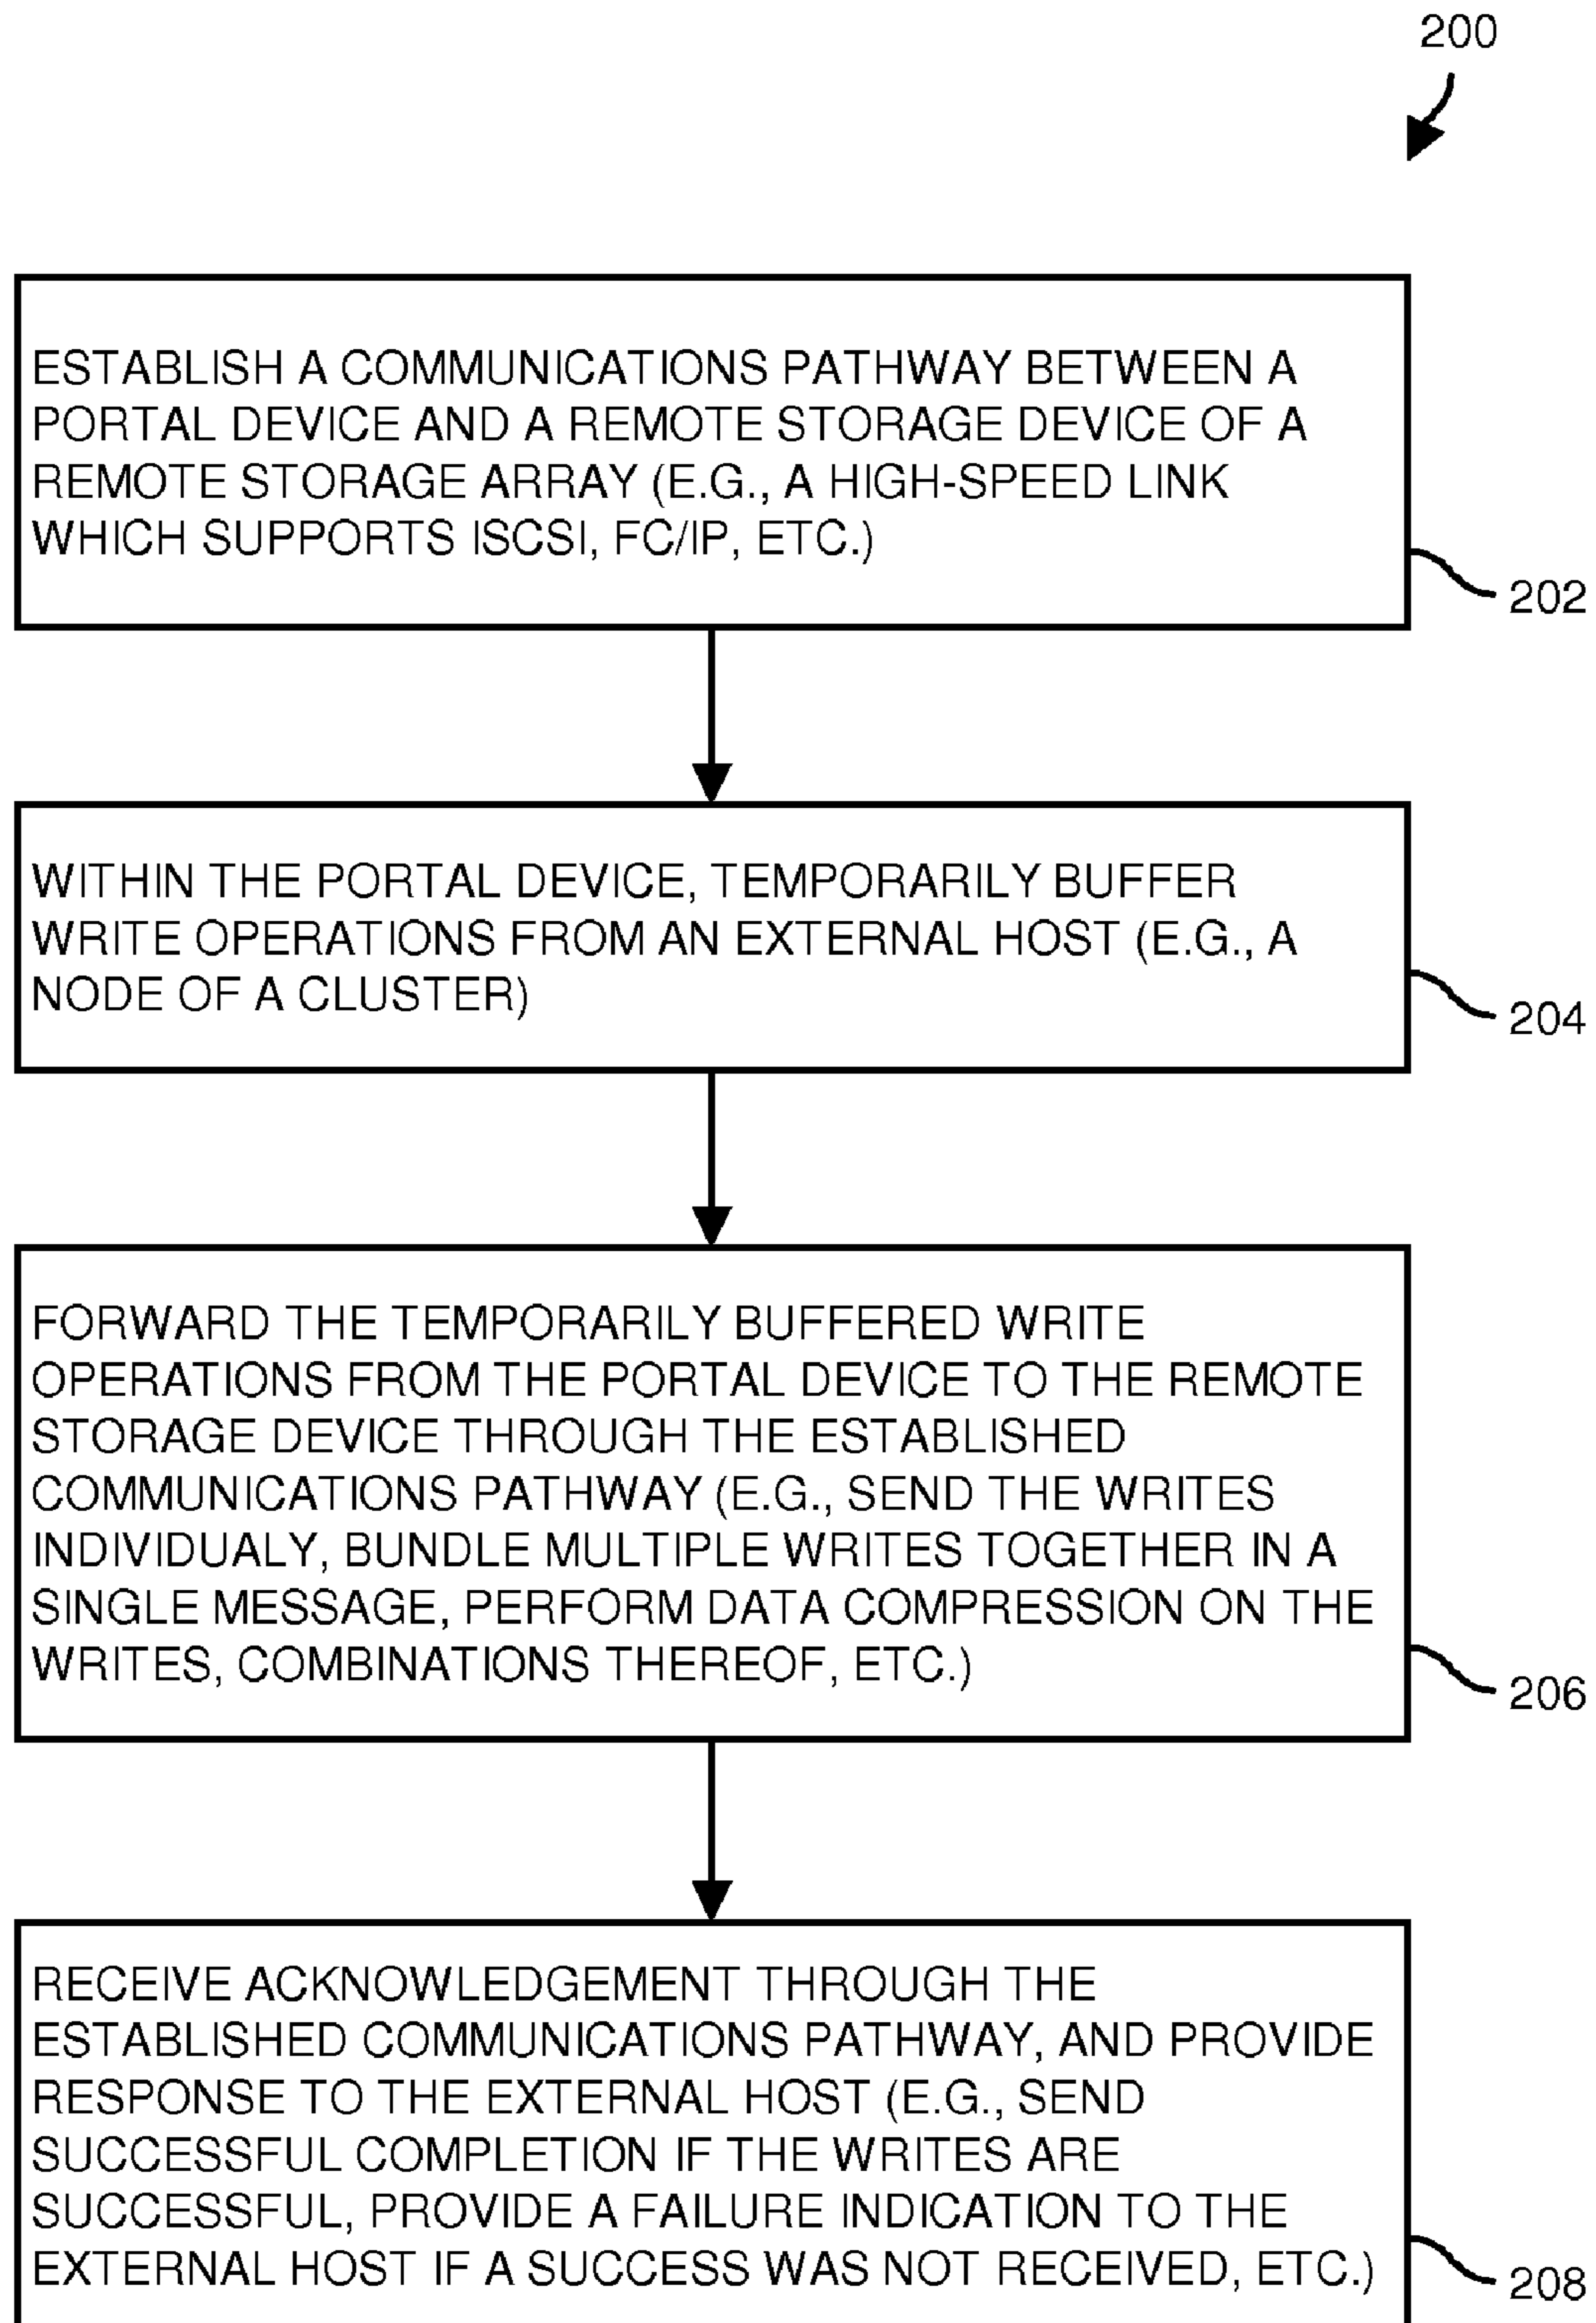 200
ESTABLISH A COMMUNICATIONS PATHWAY BETWEEN A
PORTAL DEVICE AND A REMOTE STORAGE DEVICE OF A
REMOTE STORAGE ARRAY (E.G., A HIGH-SPEED LINK
WHICH SUPPORTS ISCSI, FC/IP, ETC.)
202
WITHIN THE PORTAL DEVICE, TEMPORARILY BUFFER
WRITE OPERATIONS FROM AN EXTERNAL HOST (E.G., A
NODE OF A CLUSTER)
204
FORWARD THE TEMPORARILY BUFFERED WRITE
OPERATIONS FROM THE PORTAL DEVICE TO THE REMOTE
STORAGE DEVICE THROUGH THE ESTABLISHED
COMMUNICATIONS PATHWAY (E.G., SEND THE WRITES
INDIVIDUALY, BUNDLE MULTIPLE WRITES TOGETHER IN A
SINGLE MESSAGE, PERFORM DATA COMPRESSION ON THE
WRITES, COMBINATIONS THEREOF, ETC.)
206
RECEIVE ACKNOWLEDGEMENT THROUGH THE
ESTABLISHED COMMUNICATIONS PATHWAY, AND PROVIDE
RESPONSE TO THE EXTERNAL HOST (E.G., SEND
SUCCESSFUL COMPLETION IF THE WRITES ARE
SUCCESSFUL, PROVIDE A FAILURE INDICATION TO THE
EXTERNAL HOST IF A SUCCESS WAS NOT RECEIVED, ETC.)
208